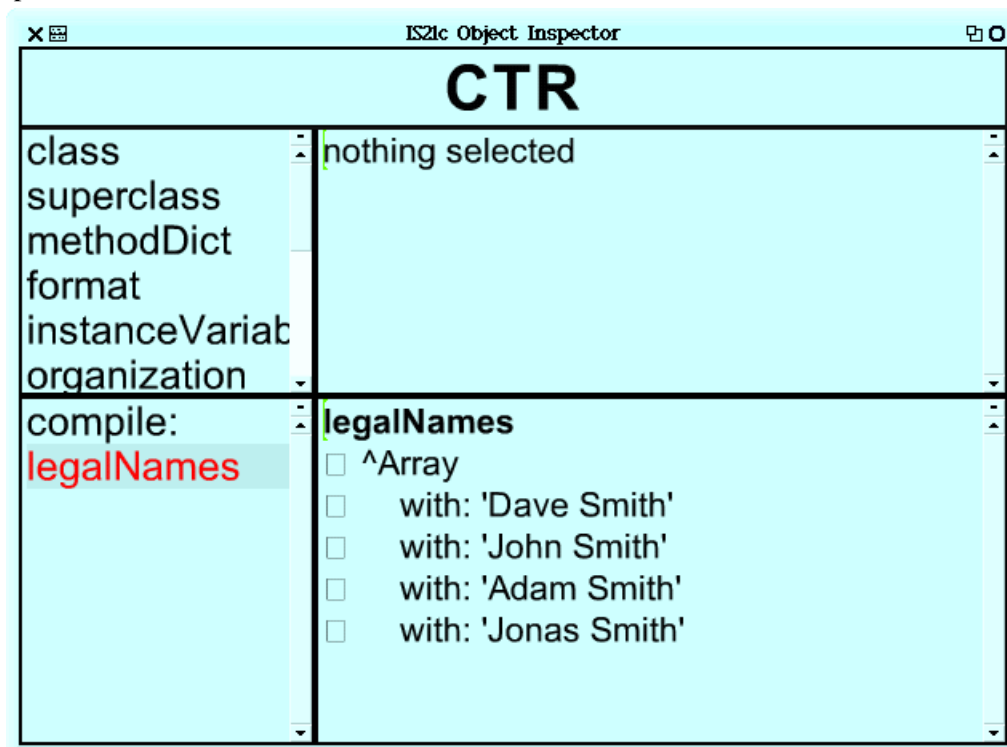 IS21c Object Inspector
CTR
class
superclass
methodDict
format
instanceVariab
organization
nothing selected
compile:
legalNames
legalNames
^Array
with: 'Dave Smith'
with: 'John Smith'
with: 'Adam Smith'
with: 'Jonas Smith'